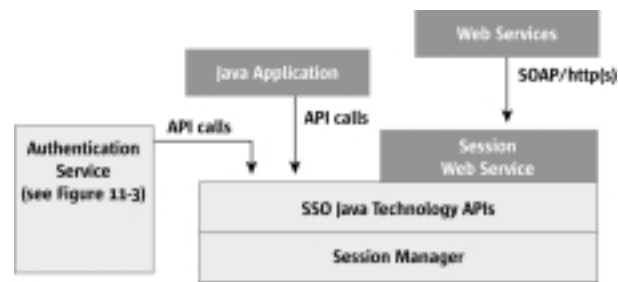 Web Services
SOAP/http(s)
Java Application
API calls
API calls
Authentication
Service
(see Figure 11-3)
Session
Web Service
SSO Java Technology APIs
Session Manager